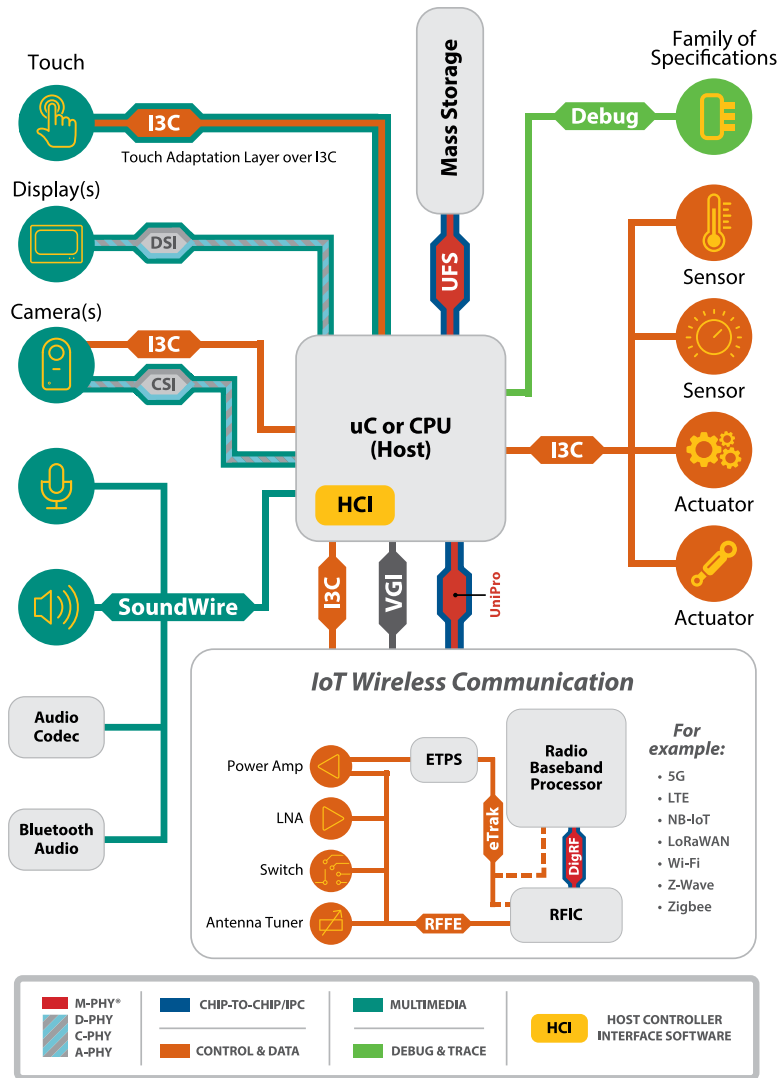 Touch
I3C
Touch Adaptation Layer over I3C
Mass Storage
Family of
Specifications
Debug
Display(s)
DSI
UFS
Sensor
Camera(s)
I3C
CSI
Sensor
uC or CPU
(Host)
HCI
I3C
Actuator
SoundWire
I3C
VGI
UniPro
Actuator
IoT Wireless Communication
Audio
Codec
Bluetooth
Audio
Power Amp
LNA
Switch
Antenna Tuner
ETPS
eTrak
RFFE
Radio
Baseband
Processor
DigRF
RFIC
For
example:
• 5G
• LTE
• NB-IoT
• LoRaWAN
• Wi-Fi
• Z-Wave
• Zigbee
M-PHY®
D-PHY
C-PHY
A-PHY
CHIP-TO-CHIP/IPC
CONTROL & DATA
MULTIMEDIA
DEBUG & TRACE
HCI
HOST CONTROLLER
INTERFACE SOFTWARE